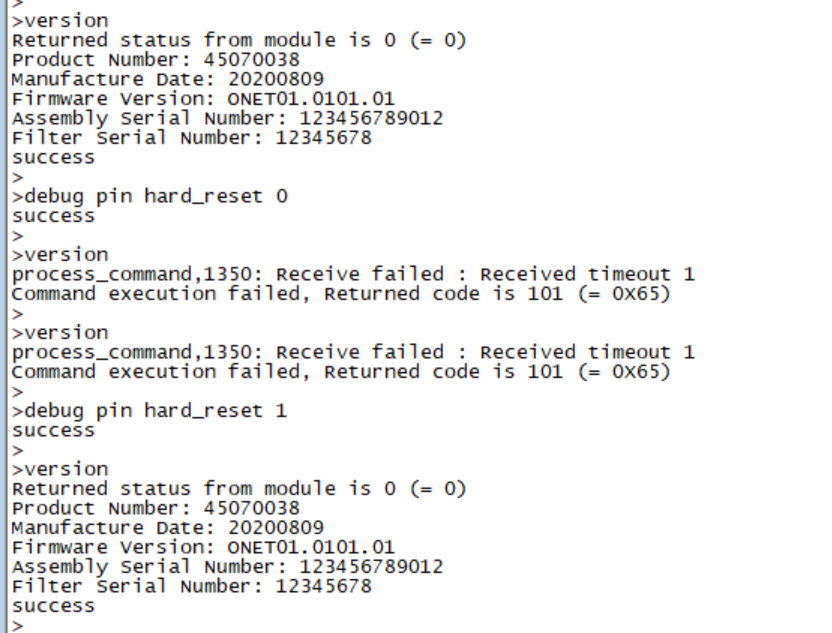 >
>version
Returned status from module is 0 (= 0)
Product Number: 45070038
Manufacture Date: 20200809
Firmware Version: ONET01.0101.01
Assembly Serial Number: 123456789012
Filter Serial Number: 12345678
success
>
>debug pin hard_reset 0
success
>
>version
process_command,1350: Receive failed : Received timeout 1
Command execution failed, Returned code is 101 (= 0X65)
>
>version
process_command,1350: Receive failed : Received timeout 1
Command execution failed, Returned code is 101 (= 0X65)
>
>debug pin hard_reset 1
success
>
>version
Returned status from module is 0 (= 0)
Product Number: 45070038
Manufacture Date: 20200809
Firmware Version: ONET01.0101.01
Assembly Serial Number: 123456789012
Filter Serial Number: 12345678
success
>